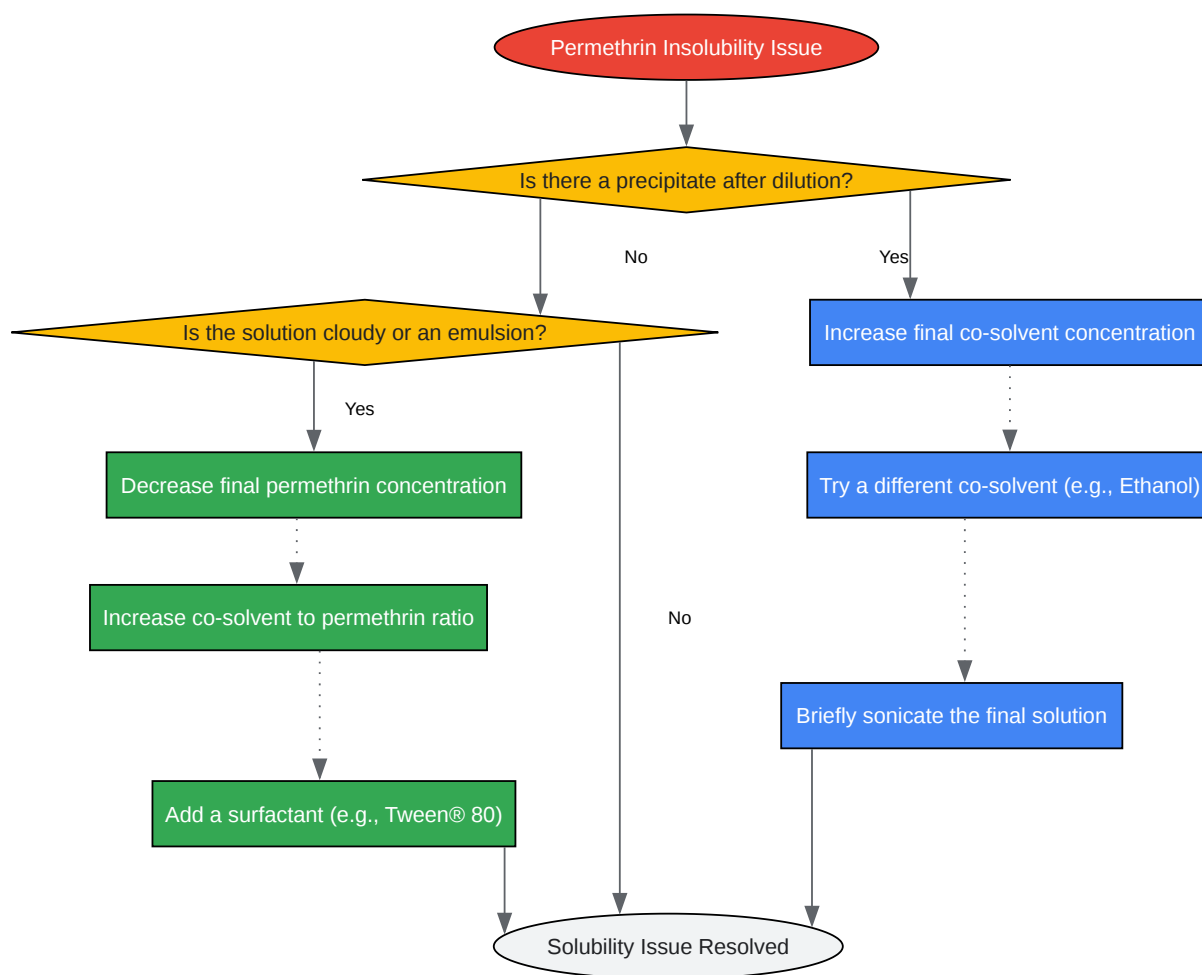 Permethrin Insolubility Issue
Is there a precipitate after dilution?
No
Yes
Is the solution cloudy or an emulsion?
Increase final co-solvent concentration
Yes
Decrease final permethrin concentration
Try a different co-solvent (e.g., Ethanol)
Increase co-solvent to permethrin ratio
No
Briefly sonicate the final solution
Add a surfactant (e.g., Tween® 80)
Solubility Issue Resolved